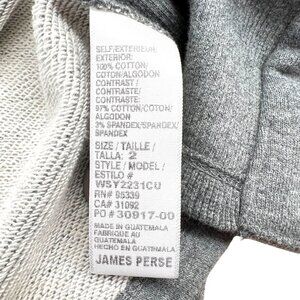 SELF/EXTERIEUR/
EXTERIOR:
100% COTTON/
COTON/ALGODON
CONTRAST /
CONTRASTE/
CONTRASTE:
97% COTTON/COTON/
ALGODON
3% SPANDEX/SPANDEX/
SPANDEX
SIZE / TAILLE /
TALLA: 2
STYLE / MODEL /
ESTILO #
WSY2231CU
RN# 95339
CA# 31092
PO # 30917-00
MADE IN GUATEMALA
FABRIQUE AU
GUATEMALA
HECHO EN GUATEMALA
JAMES PERSE